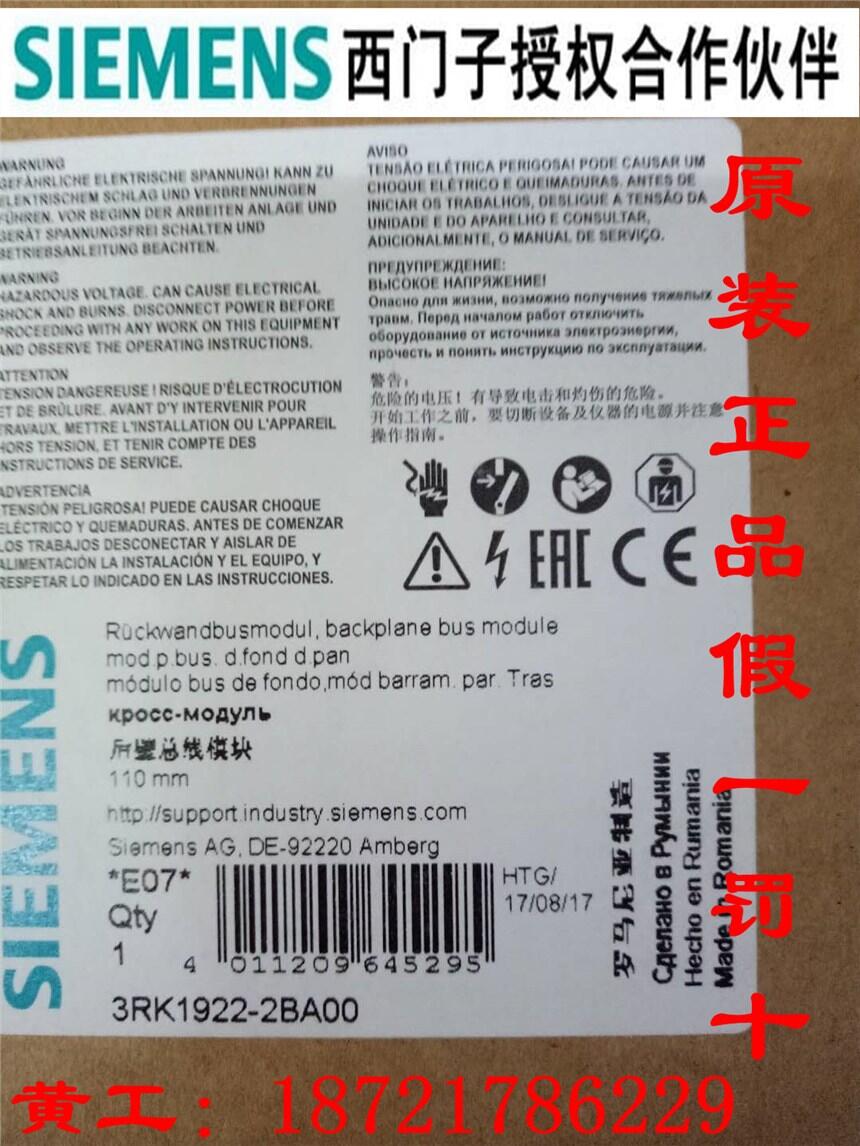 SIEMENS 西门子授权合作伙伴
WARNUNG
GEFÄHRLICHE ELEKTRISCHE SPANNUNG! KANN ZU
ELEKTRISCHEM SCHLAG UND VERBRENNUNGEN
FÜHREN. VOR BEGINN DER ARBEITEN ANLAGE UND
GERÄT SPANNUNGSFREI SCHALTEN UND
BETRIEBSANLEITUNG BEACHTEN.
WARNING
HAZARDOUS VOLTAGE. CAN CAUSE ELECTRICAL
SHOCK AND BURNS. DISCONNECT POWER BEFORE
PROCEEDING WITH ANY WORK ON THIS EQUIPMENT
AND OBSERVE THE OPERATING INSTRUCTIONS.
ATTENTION
TENSION DANGEREUSE ! RISQUE D'ÉLECTROCUTION
ET DE BRÛLURE. AVANT D'Y INTERVENIR POUR
TRAVAUX, METTRE L'INSTALLATION OU L'APPAREIL
HORS TENSION, ET TENIR COMPTE DES
INSTRUCTIONS DE SERVICE.
ADVERTENCIA
TENSIÓN PELIGROSA! PUEDE CAUSAR CHOQUE
ELÉCTRICO Y QUEMADURAS. ANTES DE COMENZAR
LOS TRABAJOS DESCONECTAR Y AISLAR DE
ALIMENTACIÓN LA INSTALACIÓN Y EL EQUIPO, Y
RESPETAR LO INDICADO EN LAS INSTRUCCIONES.
AVISO
TENSÃO ELÉTRICA PERIGOSA! PODE CAUSAR UM
CHOQUE ELÉTRICO E QUEIMADURAS. ANTES DE
INICIAR OS TRABALHOS, DESLIGUE A TENSÃO DA
UNIDADE E DO APARELHO E CONSULTAR,
ADICIONALMENTE, O MANUAL DE SERVIÇO.
ПРЕДУПРЕЖДЕНИЕ:
ВЫСОКОЕ НАПРЯЖЕНИЕ!
Опасно для жизни, возможно получение тяжелых
травм. Перед началом работ отключить
оборудование от источника электроэнергии,
прочесть и понять инструкцию по эксплуатации.
警告:
危险的电压! 有导致电击和灼伤的危险。
开始工作之前, 要切断设备及仪器的电源并注意
操作指南。
EAC CE
SIEMENS
Rückwandbusmodul, backplane bus module
mod.p.bus. d.fond d.pan
módulo bus de fondo,mód barram. par. Tras
кросс-модуль
后壁总线模块
110 mm
http://support.industry.siemens.com
Siemens AG, DE-92220 Amberg
*E07*
Qty
1
4 011209 645295
HTG/
17/08/17
3RK1922-2BA00
罗马尼亚制造
Сделано в Румынии
Hecho en Rumania
Made in Romania
原装正品假一罚十
黄工：18721786229